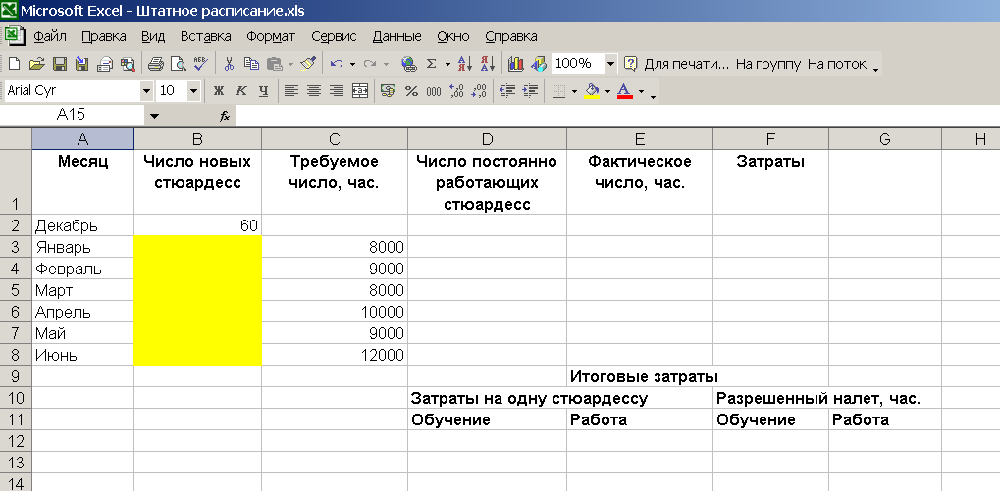 Microsoft Excel - Штатное расписание.xls
Файл Правка Вид Вставка Формат Сервис Данные Окно Справка
100% Для печати... На группу На поток
Arial Cyr 10 Ж К Ч % 000
A15 fx
A B C D E F G H
Месяц Число новых стюардесс Требуемое число, час. Число постоянно работающих стюардесс Фактическое число, час. Затраты
1
2 Декабрь 60
3 Январь 8000
4 Февраль 9000
5 Март 8000
6 Апрель 10000
7 Май 9000
8 Июнь 12000
9 Итоговые затраты
10 Затраты на одну стюардессу Разрешенный налет, час.
11 Обучение Работа Обучение Работа
12
13
14